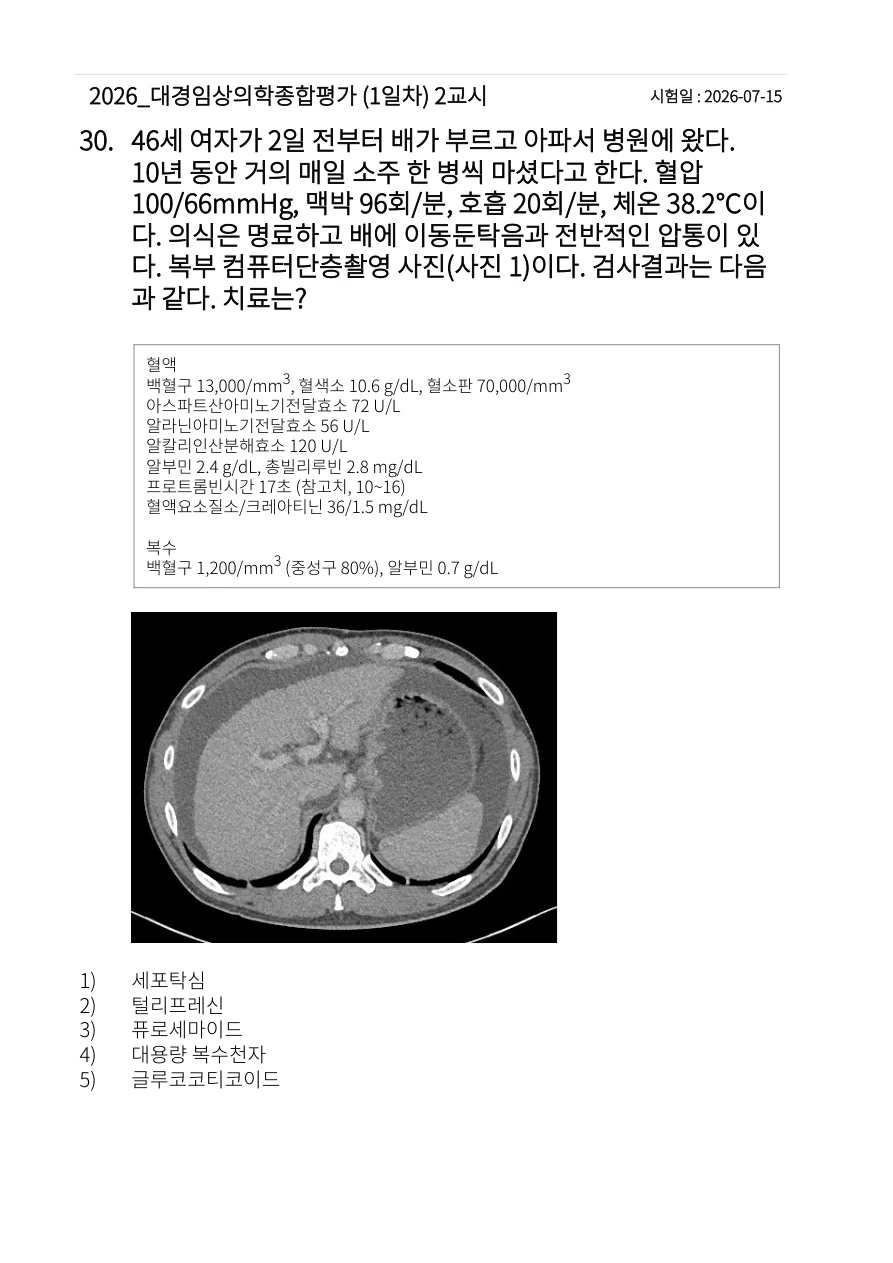 2026_대경임상의학종합평가 (1일차) 2교시
시험일 : 2026-07-15
30. 46세 여자가 2일 전부터 배가 부르고 아파서 병원에 왔다.
10년 동안 거의 매일 소주 한 병씩 마셨다고 한다. 혈압
100/66mmHg, 맥박 96회/분, 호흡 20회/분, 체온 38.2℃이
다. 의식은 명료하고 배에 이동둔탁음과 전반적인 압통이 있
다. 복부 컴퓨터단층촬영 사진(사진 1)이다. 검사결과는 다음
과 같다. 치료는?
혈액
백혈구 13,000/mm³, 혈색소 10.6 g/dL, 혈소판 70,000/mm³
아스파트산아미노기전달효소 72 U/L
알라닌아미노기전달효소 56 U/L
알칼리인산분해효소 120 U/L
알부민 2.4 g/dL, 총빌리루빈 2.8 mg/dL
프로트롬빈시간 17초 (참고치, 10~16)
혈액요소질소/크레아티닌 36/1.5 mg/dL
복수
백혈구 1,200/mm³ (중성구 80%), 알부민 0.7 g/dL
1) 세포탁심
2) 털리프레신
3) 퓨로세마이드
4) 대용량 복수천자
5) 글루코코티코이드